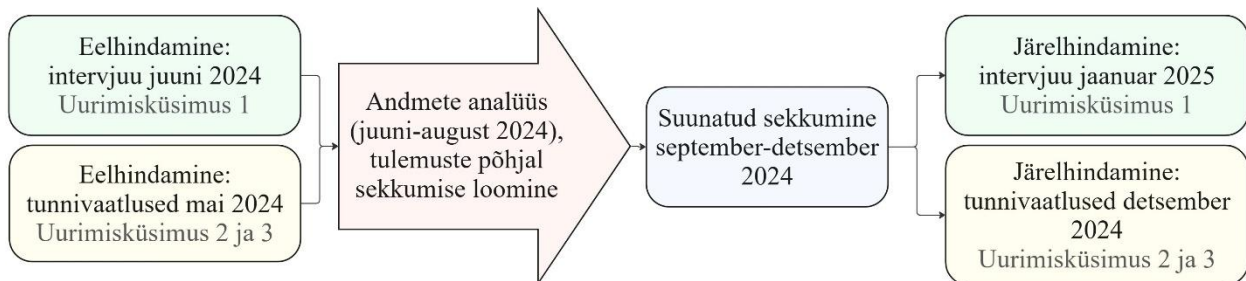 Eelhindamine:
intervjuu juuni 2024
Uurimisküsimus 1
Eelhindamine:
tunnivaatlused mai 2024
Uurimisküsimus 2 ja 3
Andmete analüüs
(juuni-august 2024),
tulemuste põhjal
sekkumise loomine
Suunatud sekkumine
september-detsember
2024
Järelhindamine:
intervjuu jaanuar 2025
Uurimisküsimus 1
Järelhindamine:
tunnivaatlused detsember
2024
Uurimisküsimus 2 ja 3